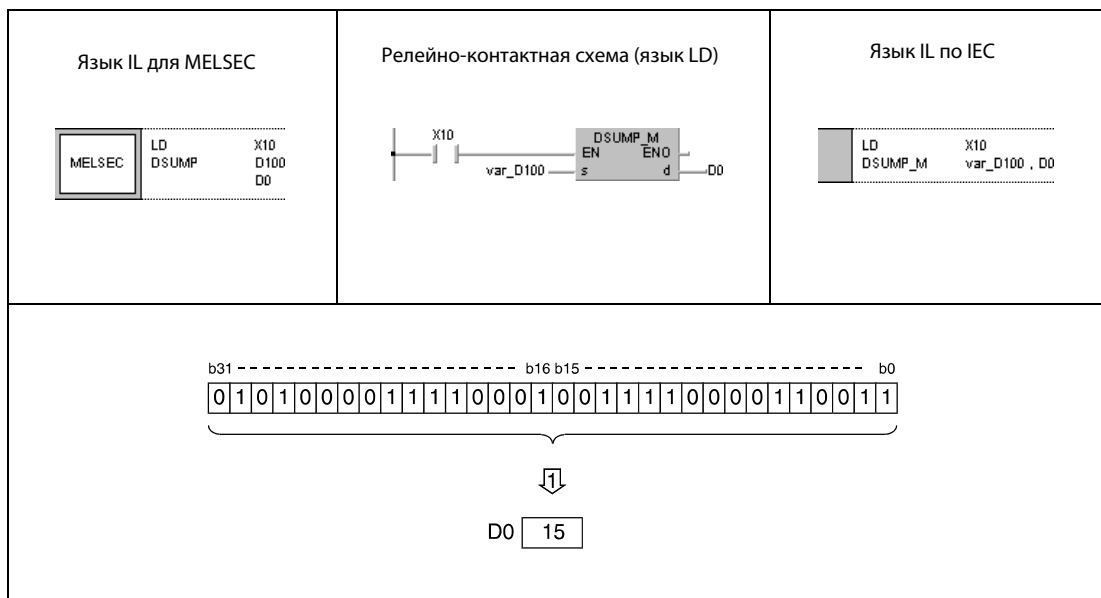 Язык IL для MELSEC
MELSEC
LD X10
DSUMP D100
D0
Релейно-контактная схема (язык LD)
X10
DSUMP_M
EN ENO
var_D100 s d D0
Язык IL по IEC
LD X10
DSUMP_M var_D100 , D0
b31 b16 b15 b0
0 1 0 1 0 0 0 0 1 1 1 1 0 0 0 1 0 0 1 1 1 1 0 0 0 0 1 1 0 0 1 1
1
D0 15